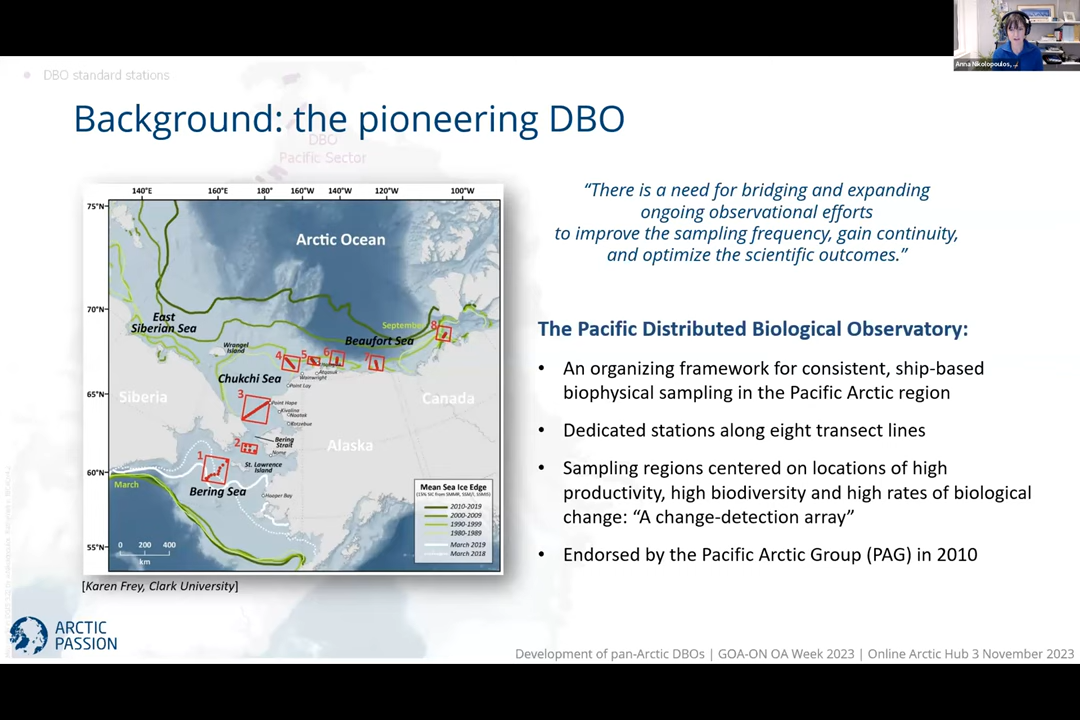 Anna Nikolopoulos, ...
DBO standard stations
Background: the pioneering DBO
DBO
Pacific Sector
140°E 160°E 180° 160°W 140°W 120°W 100°W
75°N
Arctic Ocean
70°N
East
Siberian Sea
September
8
Beaufort Sea
Wrangel
Island
4 5 6 7
Wainwright
Point Lay
Chukchi Sea
65°N
3
Siberia
Point Hope
Kivalina
Noatak
Kotzebue
Canada
Bering
Strait
Nome
2
Alaska
1
St. Lawrence
Island
60°N
March
Bering Sea
Hooper Bay
Mean Sea Ice Edge
2010-2019
2000-2009
1990-1999
1980-1989
March 2019
March 2018
55°N
0 200 400
km
[Karen Frey, Clark University]
“There is a need for bridging and expanding
ongoing observational efforts
to improve the sampling frequency, gain continuity,
and optimize the scientific outcomes.”
The Pacific Distributed Biological Observatory:
• An organizing framework for consistent, ship-based
biophysical sampling in the Pacific Arctic region
• Dedicated stations along eight transect lines
• Sampling regions centered on locations of high
productivity, high biodiversity and high rates of biological
change: “A change-detection array”
• Endorsed by the Pacific Arctic Group (PAG) in 2010
ARCTIC
PASSION
Development of pan-Arctic DBOs | GOA-ON OA Week 2023 | Online Arctic Hub 3 November 2023